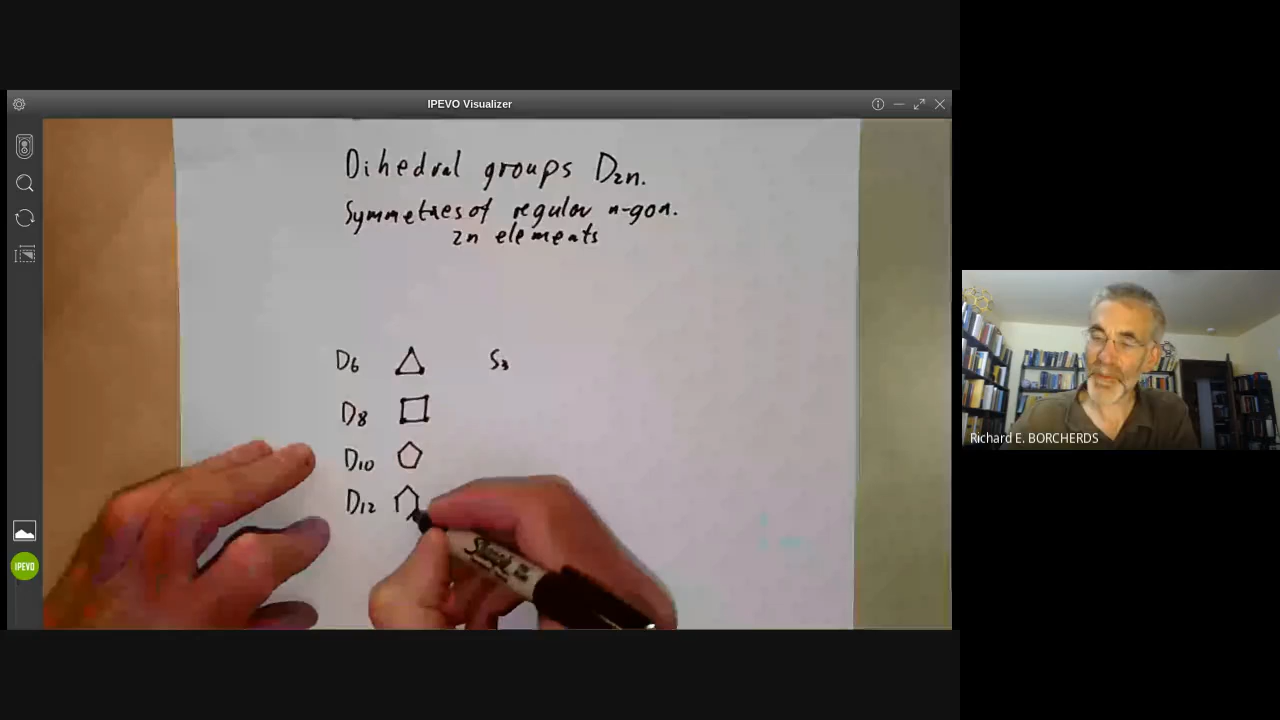 IPEVO Visualizer
Dihedral groups D2n.
Symmetries of regular n-gon.
2n elements
D6 S3
D8
D10
D12
Sharpie
IPEVO
Richard E. BORCHERDS